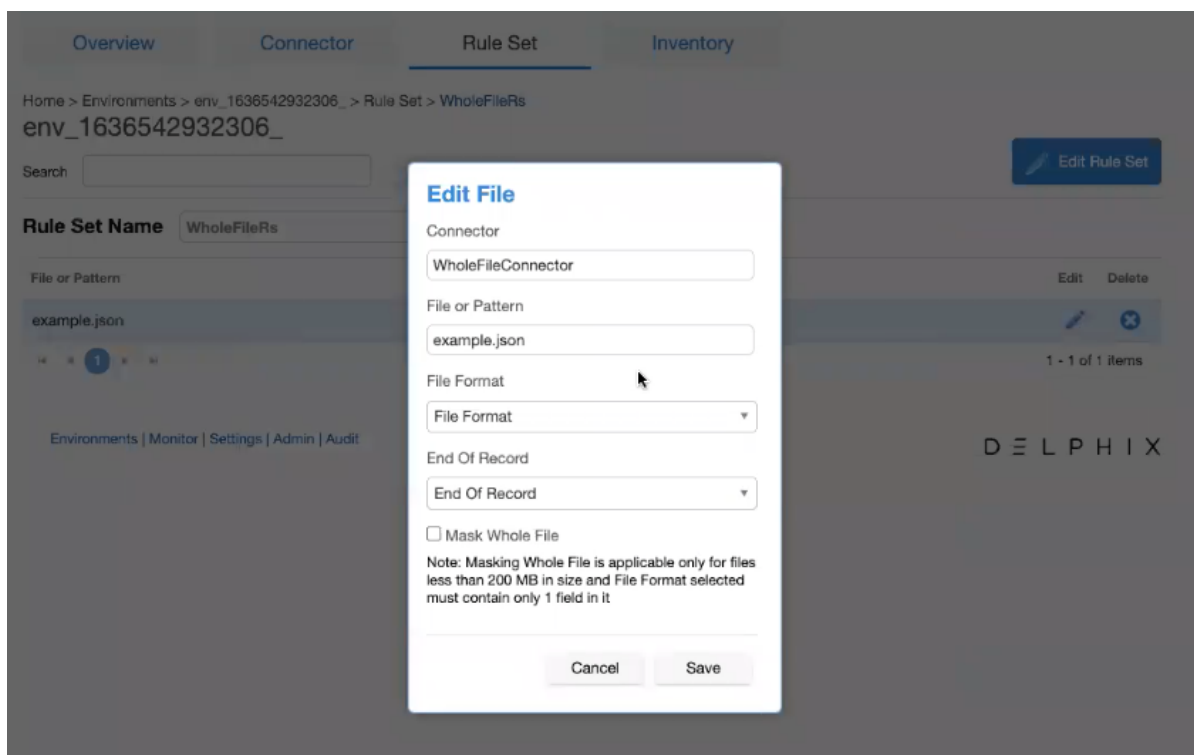 Overview Connector Rule Set Inventory
Home > Environments > env_1636542932306_ > Rule Set > WholeFileRs
env_1636542932306_
Search
Edit Rule Set
Rule Set Name WholeFileRs
File or Pattern Edit Delete
example.json
1
1 - 1 of 1 items
Environments | Monitor | Settings | Admin | Audit
DELPHIX
Edit File
Connector
WholeFileConnector
File or Pattern
example.json
File Format
File Format
End Of Record
End Of Record
Mask Whole File
Note: Masking Whole File is applicable only for files
less than 200 MB in size and File Format selected
must contain only 1 field in it
Cancel Save